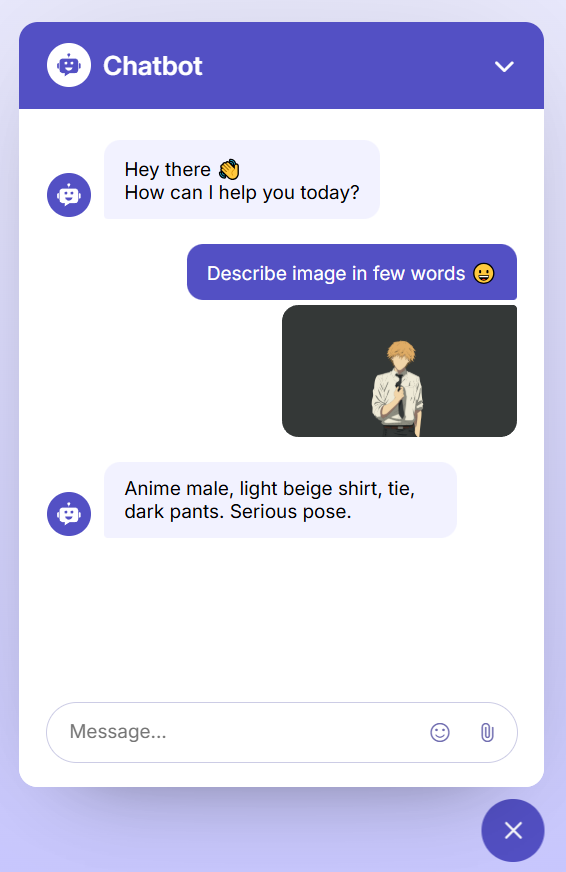 Chatbot
Hey there 👋
How can I help you today?
Describe image in few words 😀
Anime male, light beige shirt, tie,
dark pants. Serious pose.
Message...